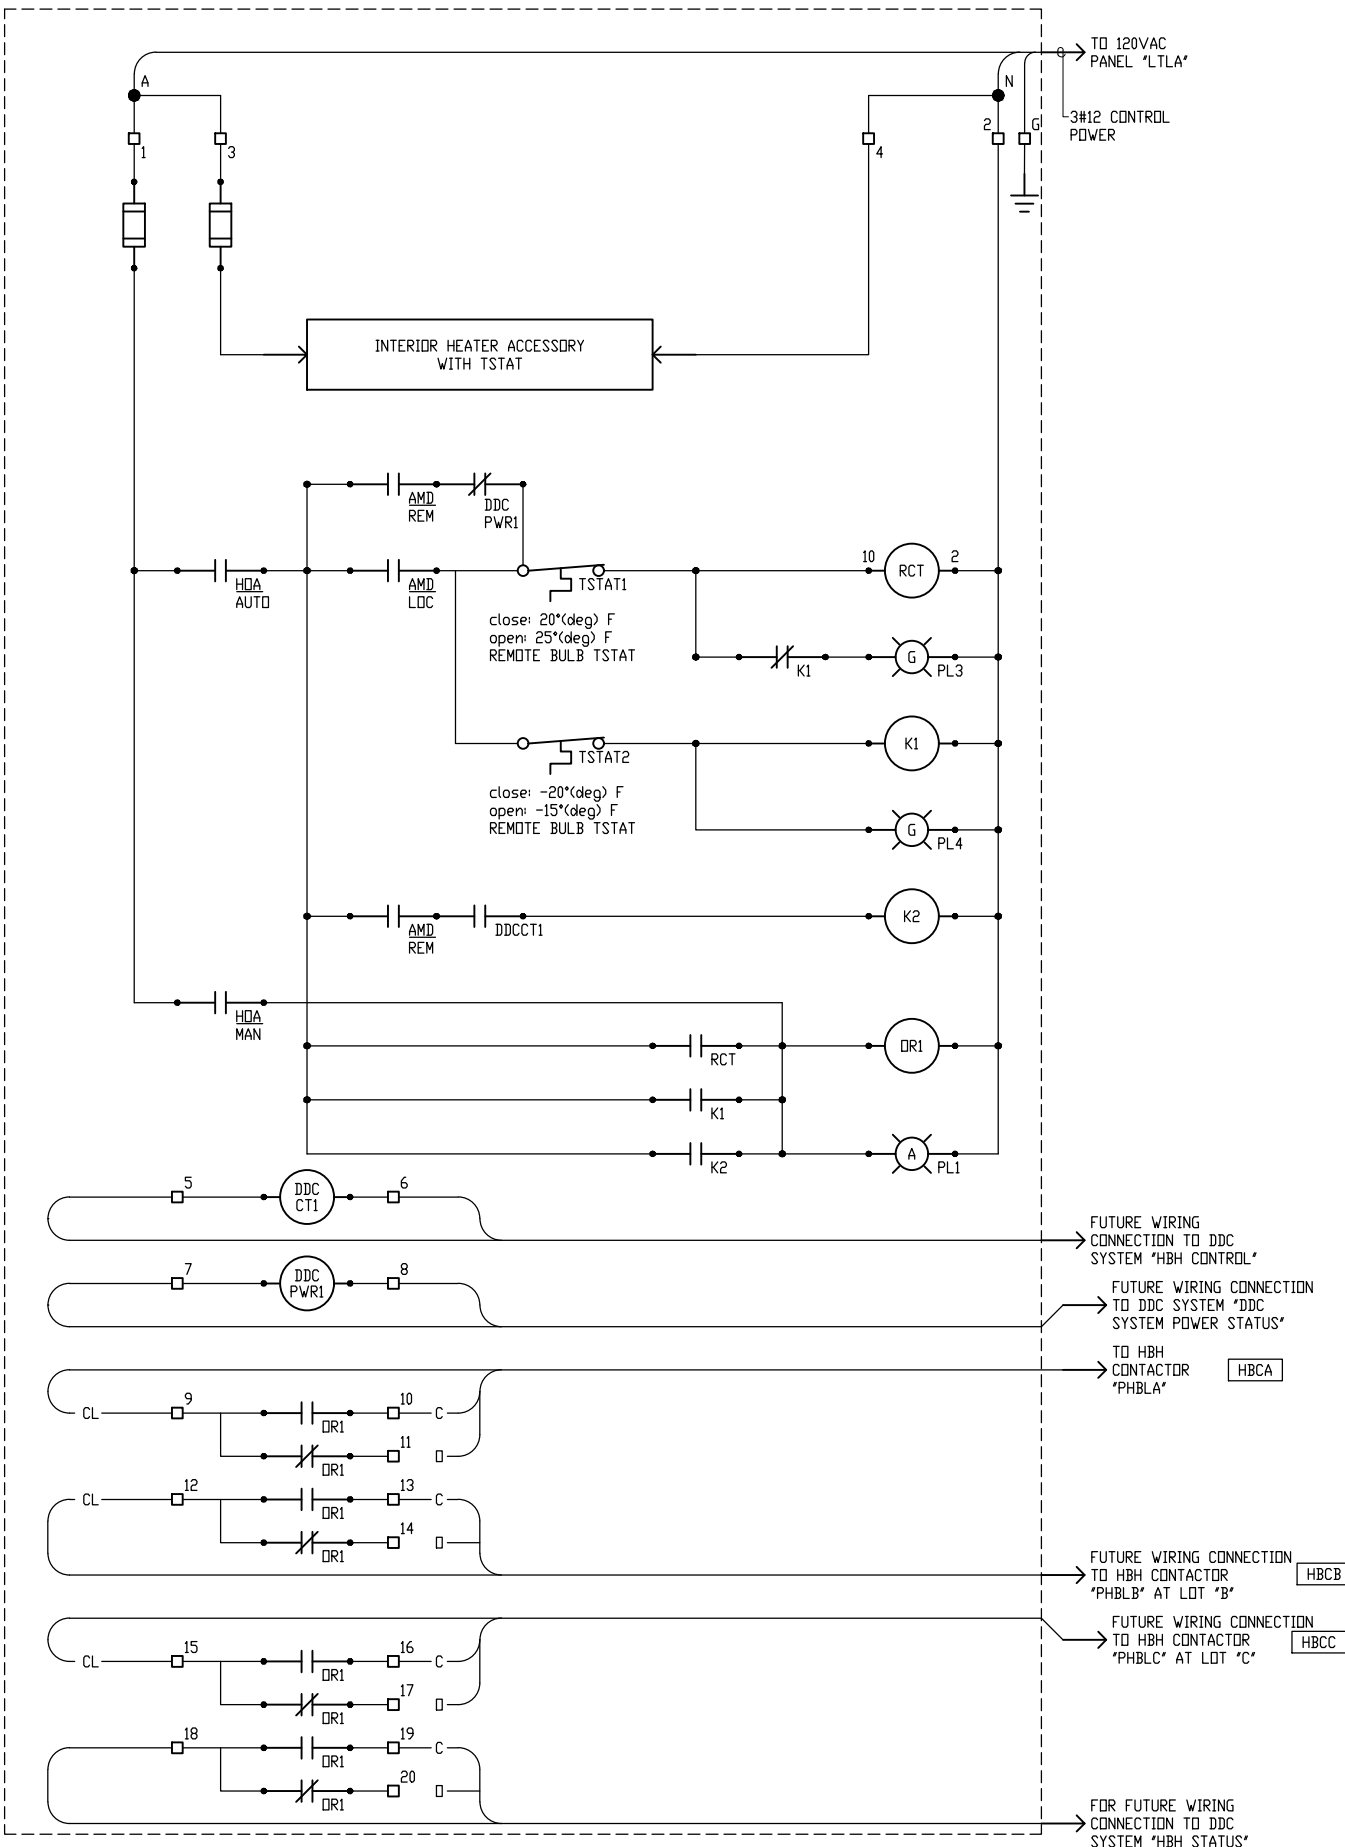 TO 120VAC
PANEL "LTLA"
A
N
3#12 CONTROL
POWER
1
3
4
2
G
INTERIOR HEATER ACCESSORY
WITH TSTAT
AMD
REM
DDC
PWR1
HOA
AUTO
AMD
LOC
TSTAT1
10
RCT
2
close: 20°(deg) F
open: 25°(deg) F
REMOTE BULB TSTAT
K1
G
PL3
TSTAT2
K1
close: -20°(deg) F
open: -15°(deg) F
REMOTE BULB TSTAT
G
PL4
AMD
REM
DDCCT1
K2
HOA
MAN
RCT
OR1
K1
K2
A
PL1
5
DDC
CT1
6
FUTURE WIRING
CONNECTION TO DDC
SYSTEM "HBH CONTROL"
7
DDC
PWR1
8
FUTURE WIRING CONNECTION
TO DDC SYSTEM "DDC
SYSTEM POWER STATUS"
TO HBH
CONTACTOR
"PHBLA"
HBCA
CL
9
OR1
10
C
OR1
11
O
CL
12
OR1
13
C
OR1
14
O
FUTURE WIRING CONNECTION
TO HBH CONTACTOR
"PHBLB" AT LOT "B"
HBCB
FUTURE WIRING CONNECTION
TO HBH CONTACTOR
"PHBLC" AT LOT "C"
HBCC
CL
15
OR1
16
C
OR1
17
O
18
OR1
19
C
OR1
20
O
FOR FUTURE WIRING
CONNECTION TO DDC
SYSTEM "HBH STATUS"